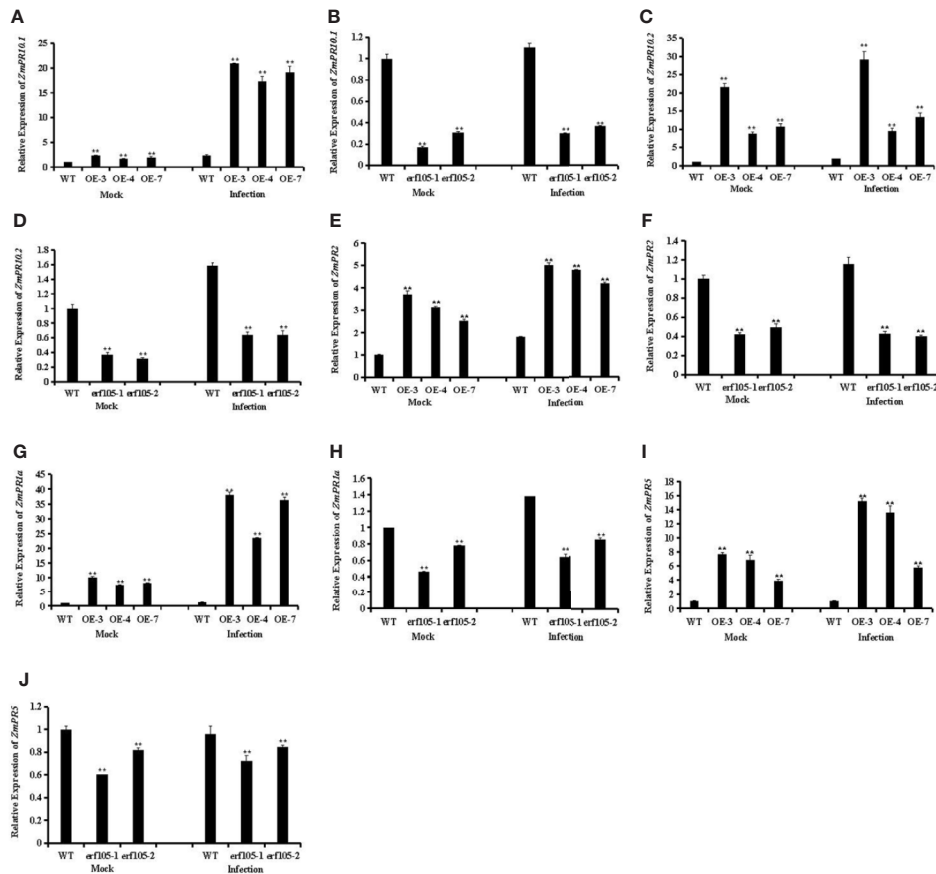 A
Relative Expression of ZmPR10.1
25
20
15
10
5
0
** ** ** ** ** **
WT OE-3 OE-4 OE-7 WT OE-3 OE-4 OE-7
Mock Infection
B
Relative Expression of ZmPR10.1
1.2
1
0.8
0.6
0.4
0.2
0
** ** ** **
WT erf105-1 erf105-2 WT erf105-1 erf105-2
Mock Infection
C
Relative Expression of ZmPR10.2
35
30
25
20
15
10
5
0
** ** ** ** ** **
WT OE-3 OE-4 OE-7 WT OE-3 OE-4 OE-7
Mock Infection
D
Relative Expression of ZmPR10.2
1.8
1.6
1.4
1.2
1
0.8
0.6
0.4
0.2
0
** ** ** **
WT erf105-1 erf105-2 WT erf105-1 erf105-2
Mock Infection
E
Relative Expression of ZmPR2
6
5
4
3
2
1
0
** ** ** ** ** **
WT OE-3 OE-4 OE-7 WT OE-3 OE-4 OE-7
Mock Infection
F
Relative Expression of ZmPR2
1.4
1.2
1
0.8
0.6
0.4
0.2
0
** ** ** **
WT erf105-1 erf105-2 WT erf105-1 erf105-2
Mock Infection
G
Relative Expression of ZmPR1a
45
40
35
30
25
20
15
10
5
0
** ** ** ** ** **
WT OE-3 OE-4 OE-7 WT OE-3 OE-4 OE-7
Mock Infection
H
Relative Expression of ZmPR1a
1.6
1.4
1.2
1
0.8
0.6
0.4
0.2
0
** ** ** **
WT erf105-1 erf105-2 WT erf105-1 erf105-2
Mock Infection
I
Relative Expression of ZmPR5
18
16
14
12
10
8
6
4
2
0
** ** ** ** ** **
WT OE-3 OE-4 OE-7 WT OE-3 OE-4 OE-7
Mock Infection
J
Relative Expression of ZmPR5
1.2
1
0.8
0.6
0.4
0.2
0
** ** ** **
WT erf105-1 erf105-2 WT erf105-1 erf105-2
Mock Infection